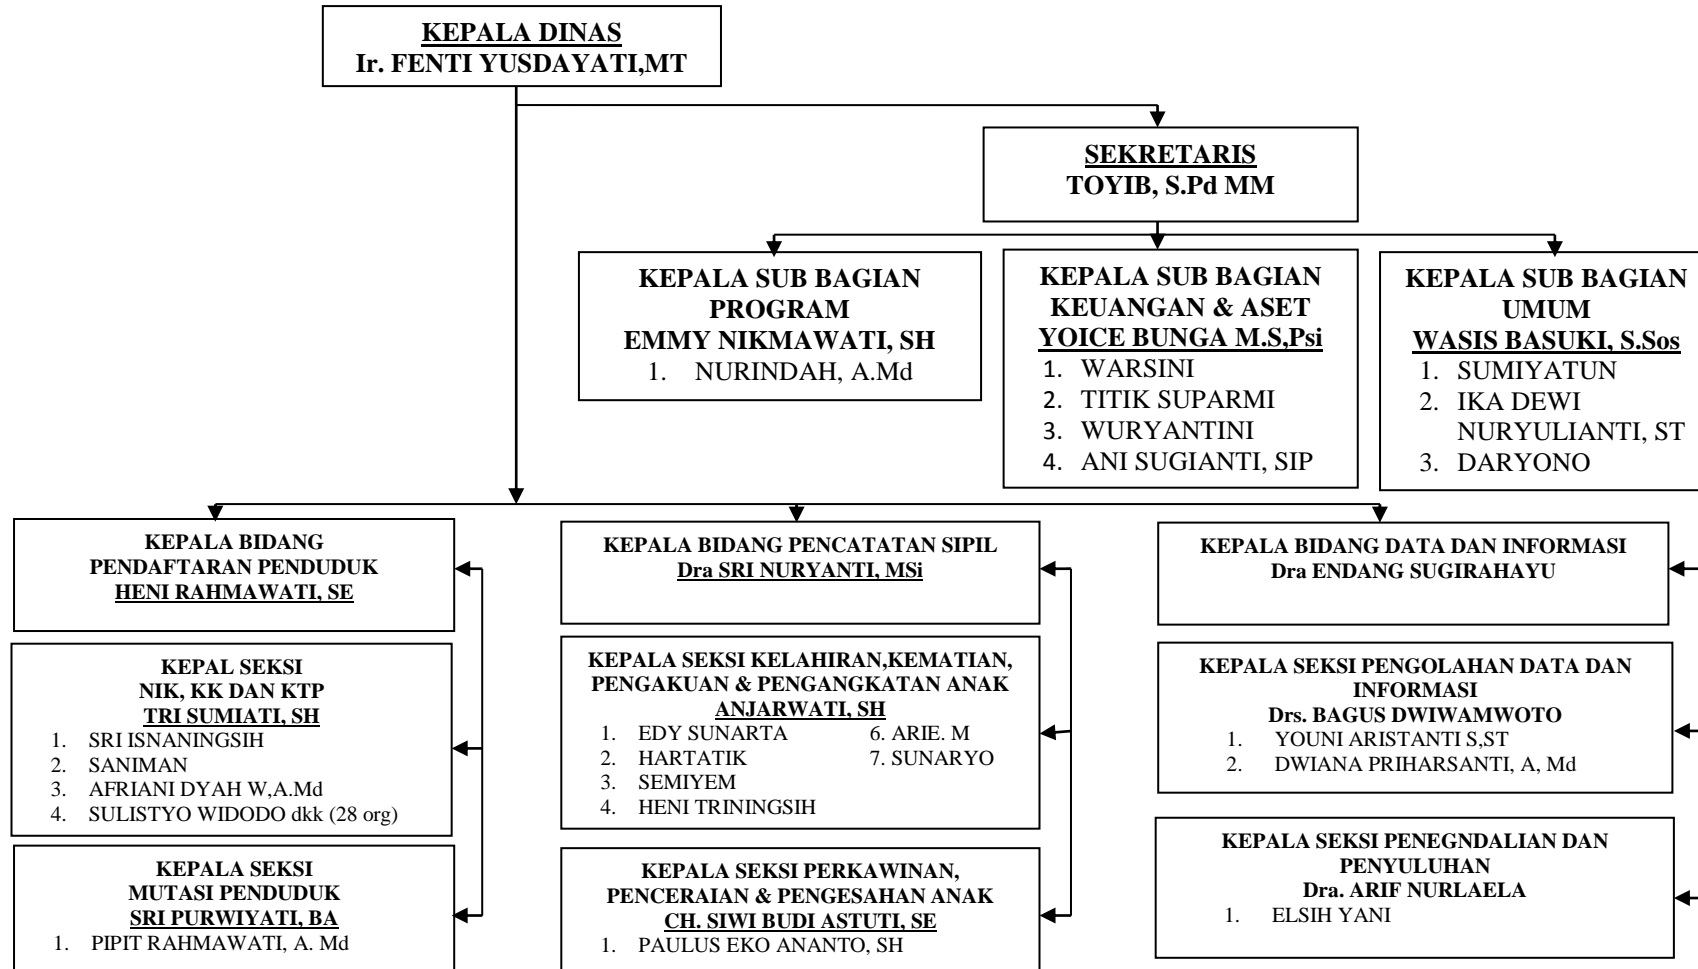 KEPALA DINAS
Ir. FENTI YUSDAYATI,MT
SEKRETARIS
TOYIB, S.Pd MM
KEPALA SUB BAGIAN
PROGRAM
EMMY NIKMAWATI, SH
1. NURINDAH, A.Md
KEPALA SUB BAGIAN
KEUANGAN & ASET
YOICE BUNGA M.S,Psi
1. WARSINI
2. TITIK SUPARMI
3. WURYANTINI
4. ANI SUGIANTI, SIP
KEPALA SUB BAGIAN
UMUM
WASIS BASUKI, S.Sos
1. SUMIYATUN
2. IKA DEWI
NURYULIANTI, ST
3. DARYONO
KEPALA BIDANG
PENDAFTARAN PENDUDUK
HENI RAHMAWATI, SE
KEPAL SEKSI
NIK, KK DAN KTP
TRI SUMIATI, SH
1. SRI ISNANINGSIH
2. SANIMAN
3. AFRIANI DYAH W,A.Md
4. SULISTYO WIDODO dkk (28 org)
KEPALA SEKSI
MUTASI PENDUDUK
SRI PURWIYATI, BA
1. PIPIT RAHMAWATI, A. Md
KEPALA BIDANG PENCATATAN SIPIL
Dra SRI NURYANTI, MSi
KEPALA SEKSI KELAHIRAN,KEMATIAN,
PENGAKUAN & PENGANGKATAN ANAK
ANJARWATI, SH
1. EDY SUNARTA 6. ARIE. M
2. HARTATIK 7. SUNARYO
3. SEMIYEM
4. HENI TRININGSIH
KEPALA SEKSI PERKAWINAN,
PENCERAIAN & PENGESAHAN ANAK
CH. SIWI BUDI ASTUTI, SE
1. PAULUS EKO ANANTO, SH
KEPALA BIDANG DATA DAN INFORMASI
Dra ENDANG SUGIRAHAYU
KEPALA SEKSI PENGOLAHAN DATA DAN
INFORMASI
Drs. BAGUS DWIWAMWOTO
1. YOUNI ARISTANTI S,ST
2. DWIANA PRIHARSANTI, A, Md
KEPALA SEKSI PENEGNDALIAN DAN
PENYULUHAN
Dra. ARIF NURLAELA
1. ELSIH YANI